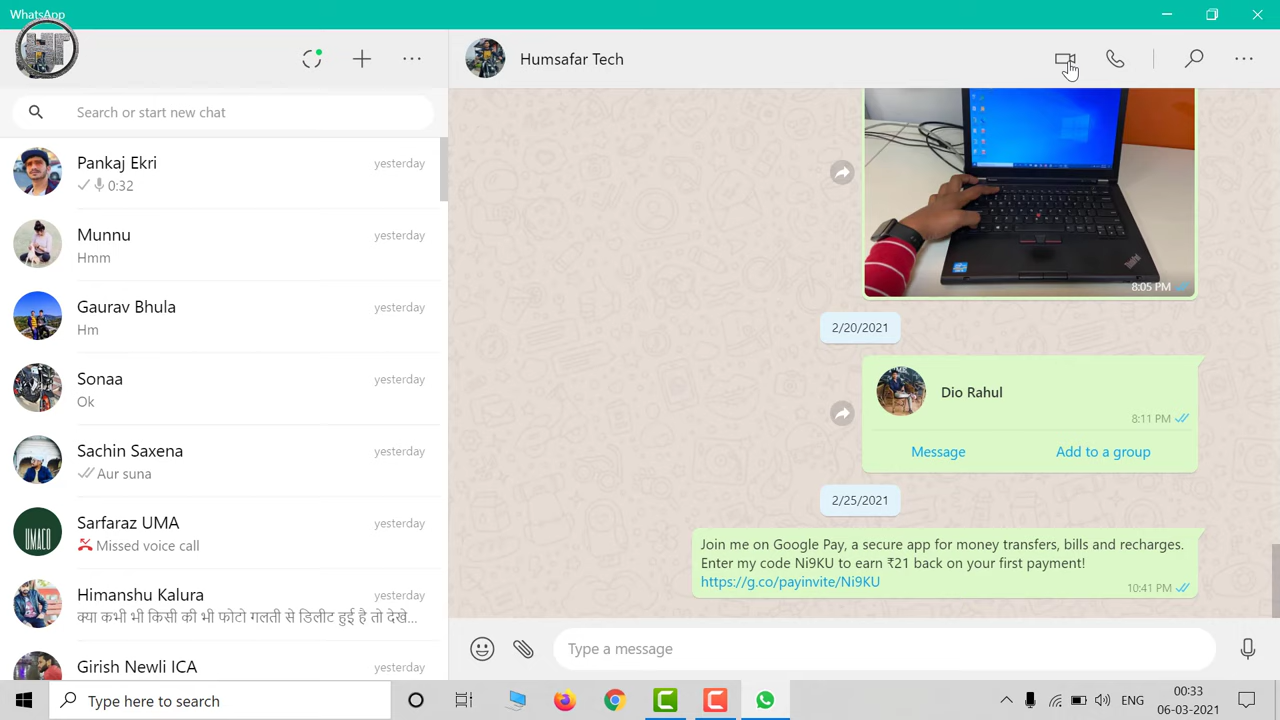 WhatsApp
HT
Humsafar Tech
Search or start new chat
Pankaj Ekri
yesterday
0:32
Munnu
yesterday
Hmm
Gaurav Bhula
yesterday
Hm
Sonaa
yesterday
Ok
Sachin Saxena
yesterday
Aur suna
Sarfaraz UMA
yesterday
Missed voice call
UMACO
Himanshu Kalura
yesterday
क्या कभी भी किसी की भी फोटो गलती से डिलीट हुई है तो देखे...
Girish Newli ICA
yesterday
8:05 PM
2/20/2021
Dio Rahul
8:11 PM
Message
Add to a group
2/25/2021
Join me on Google Pay, a secure app for money transfers, bills and recharges.
Enter my code Ni9KU to earn ₹21 back on your first payment!
https://g.co/payinvite/Ni9KU
10:41 PM
Type a message
Type here to search
ENG
00:33
06-03-2021